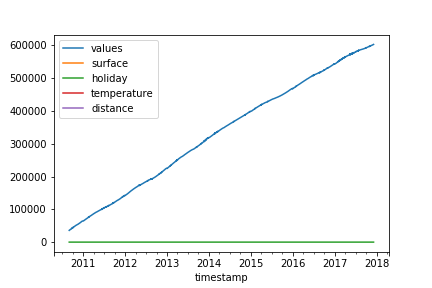 600000
500000
400000
300000
200000
100000
0
values
surface
holiday
temperature
distance
2011 2012 2013 2014 2015 2016 2017 2018
timestamp